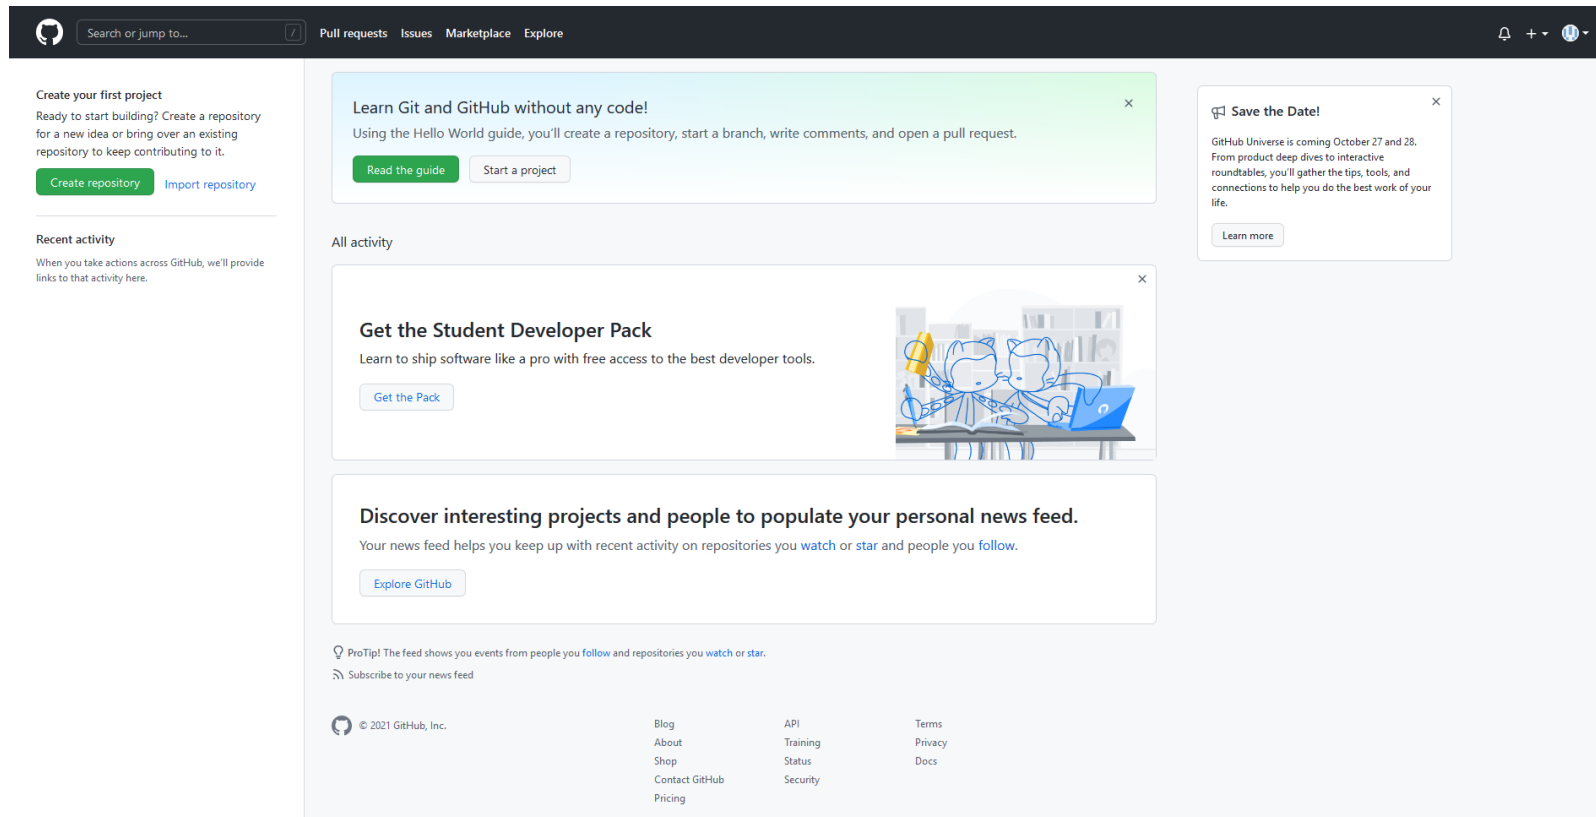 Search or jump to...
/
Pull requests
Issues
Marketplace
Explore
Create your first project
Ready to start building? Create a repository
for a new idea or bring over an existing
repository to keep contributing to it.
Create repository
Import repository
Recent activity
When you take actions across GitHub, we'll provide
links to that activity here.
Learn Git and GitHub without any code!
Using the Hello World guide, you'll create a repository, start a branch, write comments, and open a pull request.
Read the guide
Start a project
All activity
Get the Student Developer Pack
Learn to ship software like a pro with free access to the best developer tools.
Get the Pack
Discover interesting projects and people to populate your personal news feed.
Your news feed helps you keep up with recent activity on repositories you watch or star and people you follow.
Explore GitHub
ProTip! The feed shows you events from people you follow and repositories you watch or star.
Subscribe to your news feed
Save the Date!
GitHub Universe is coming October 27 and 28.
From product deep dives to interactive
roundtables, you'll gather the tips, tools, and
connections to help you do the best work of your
life.
Learn more
© 2021 GitHub, Inc.
Blog
About
Shop
Contact GitHub
Pricing
API
Training
Status
Security
Terms
Privacy
Docs